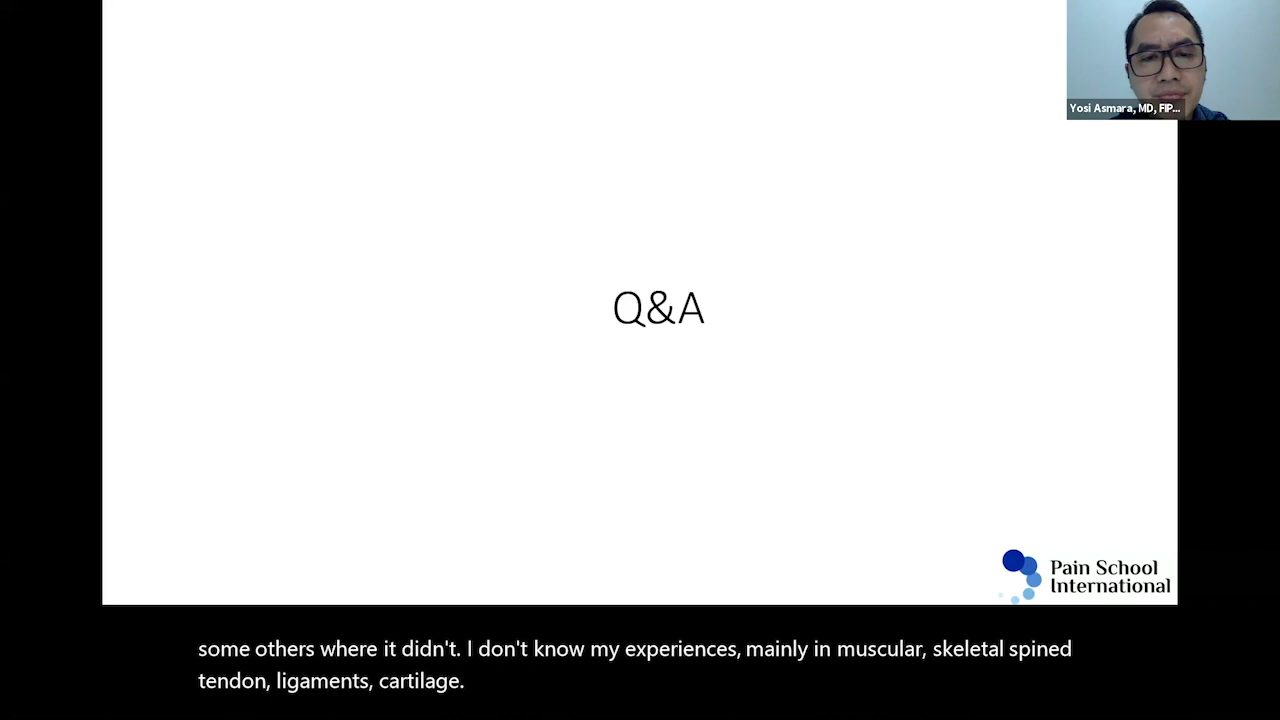 Yosi Asmara, MD, FIP...
Q&A
Pain School
International
some others where it didn't. I don't know my experiences, mainly in muscular, skeletal spined
tendon, ligaments, cartilage.